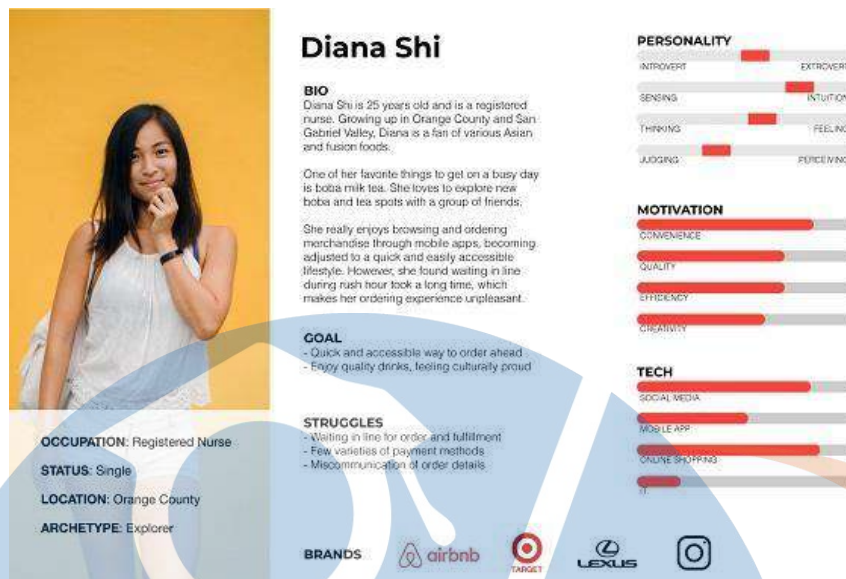 Diana Shi
BIO
Diana Shi is 25 years old and is a registered
nurse. Growing up in Orange County and San
Gabriel Valley, Diana is a fan of various Asian
and fusion foods.
One of her favorite things to get on a busy day
is boba milk tea. She loves to explore new
boba and tea spots with a group of friends.
She really enjoys browsing and ordering
merchandise through mobile apps, becoming
adjusted to a quick and easily accessible
lifestyle. However, she found waiting in line
during rush hour took a long time, which
makes her ordering experience unpleasant.
GOAL
- Quick and accessible way to order ahead
- Enjoy quality drinks, feeling culturally proud
STRUGGLES
- Waiting in line for order and fulfillment
- Few varieties of payment methods
- Miscommunication of order details
OCCUPATION: Registered Nurse
STATUS: Single
LOCATION: Orange County
ARCHETYPE: Explorer
PERSONALITY
INTROVERT EXTROVERT
SENSING INTUITION
THINKING FEELING
JUDGING PERCEIVING
MOTIVATION
CONVENIENCE
QUALITY
EFFICIENCY
CREATIVITY
TECH
SOCIAL MEDIA
MOBILE APP
ONLINE SHOPPING
IT
BRANDS
airbnb
TARGET
LEXUS